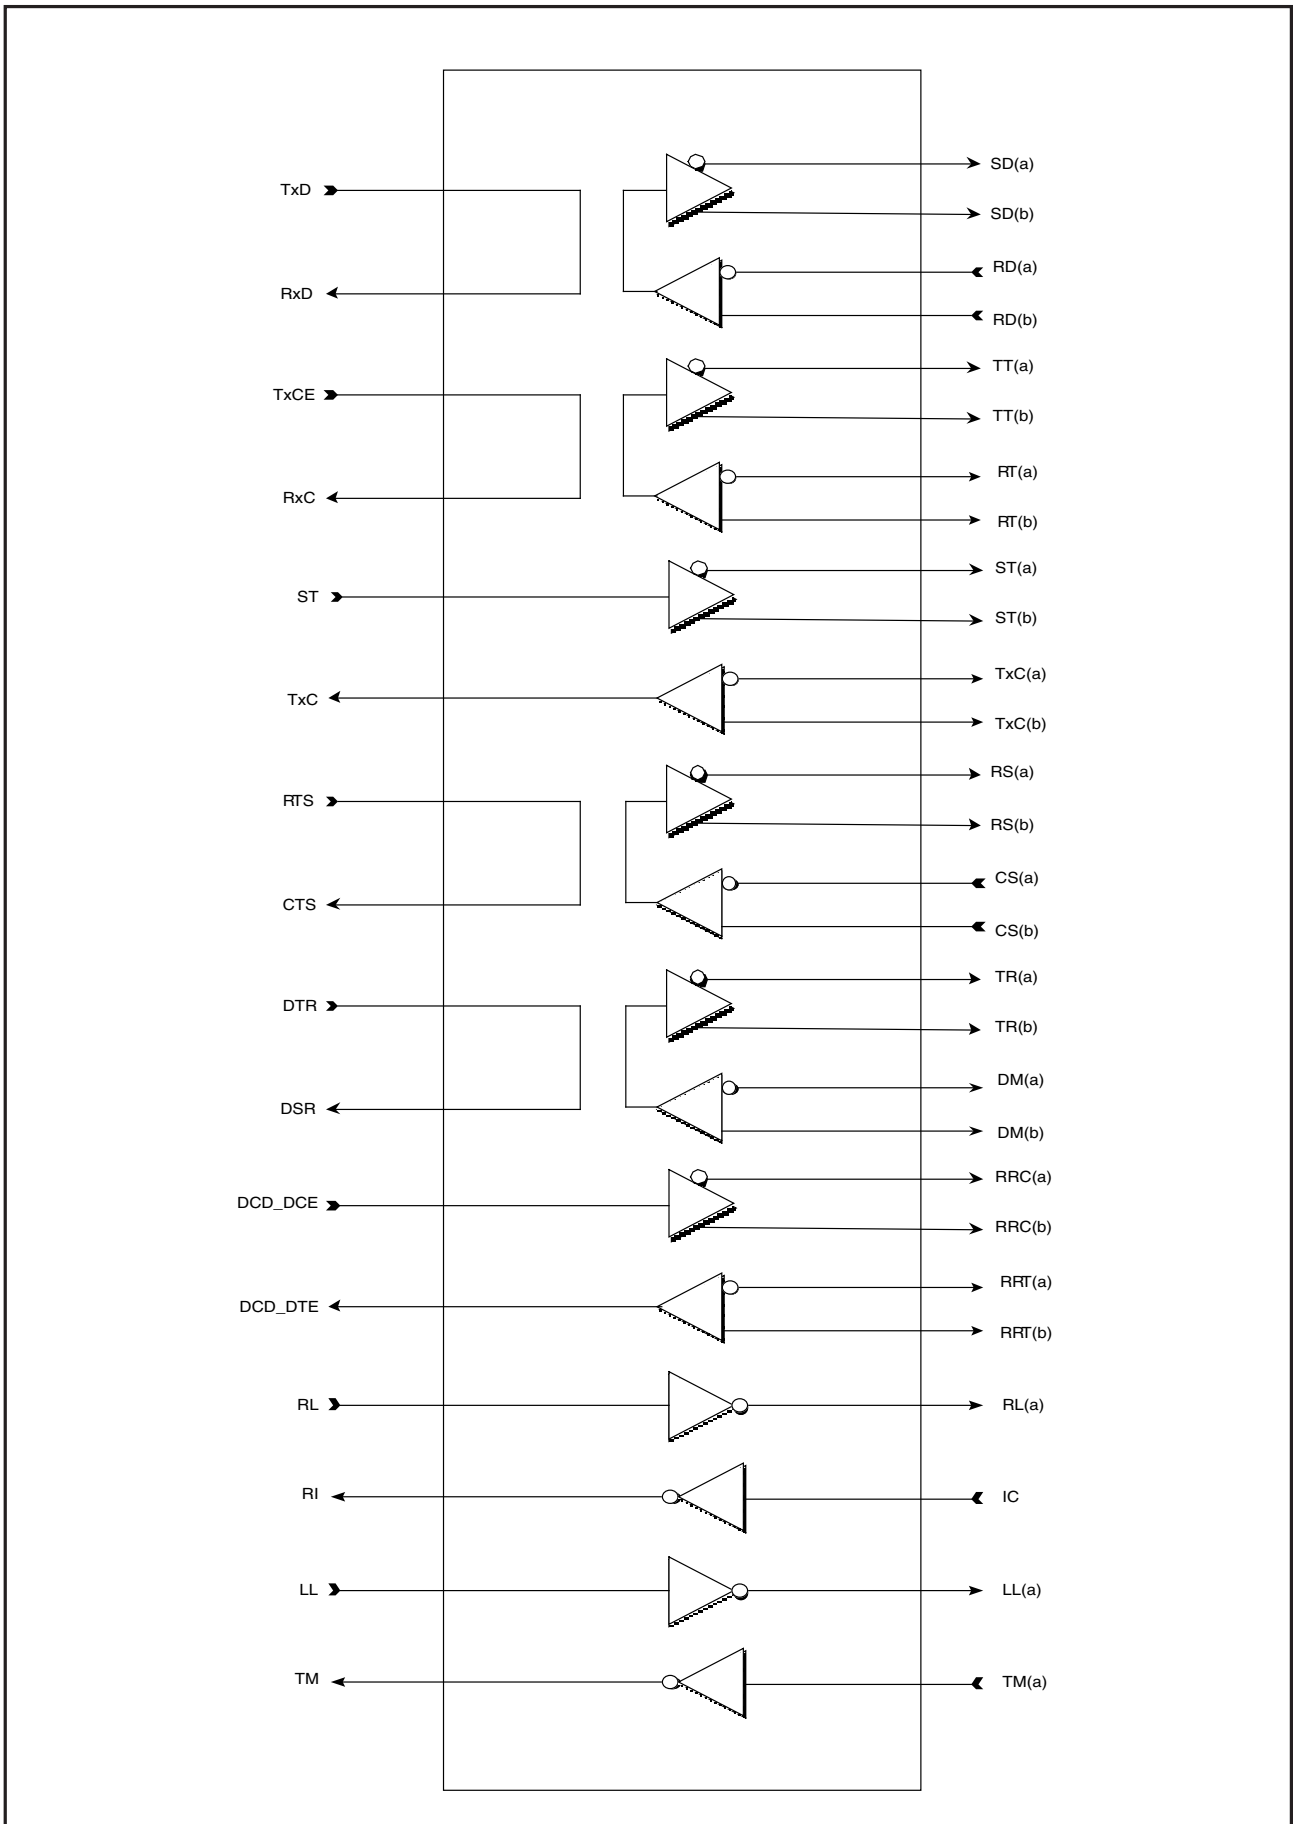 SD(a)
TxD
SD(b)
RD(a)
RxD
RD(b)
TT(a)
TxCE
TT(b)
RT(a)
RxC
RT(b)
ST(a)
ST
ST(b)
TxC(a)
TxC
TxC(b)
RS(a)
RTS
RS(b)
CS(a)
CTS
CS(b)
TR(a)
DTR
TR(b)
DM(a)
DSR
DM(b)
RRC(a)
DCD_DCE
RRC(b)
RRT(a)
DCD_DTE
RRT(b)
RL
RL(a)
RI
IC
LL
LL(a)
TM
TM(a)